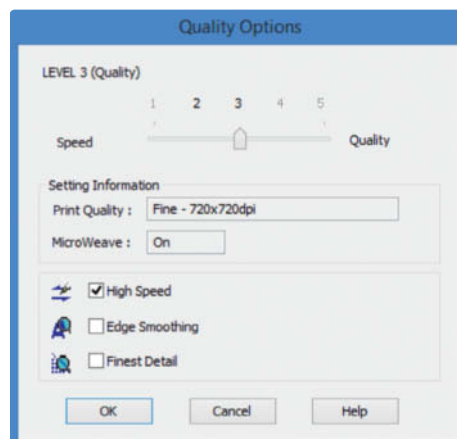 Quality Options
LEVEL 3 (Quality)
1 2 3 4 5
Speed Quality
Setting Information
Print Quality : Fine - 720x720dpi
MicroWeave : On
High Speed
Edge Smoothing
Finest Detail
OK Cancel Help